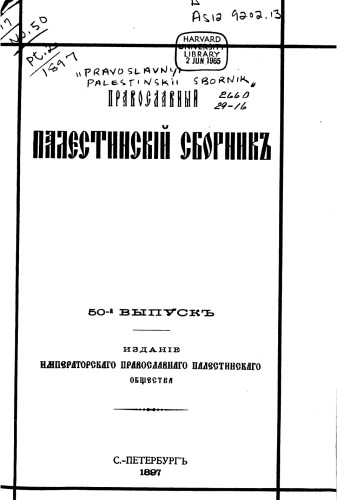 Asia 9202.13
17
No.50
Pt.2
1897
HARVARD
UNIVERSITY
LIBRARY
2 JUN 1965
"PRAVOSLAVNYI
PALESTINSKII SBORNIK"
ПРАВОСЛАВНЫЙ
2660
29-16
ПАЛЕСТИНСКІЙ СБОРНИКЪ
50-й ВЫПУСКЪ
ИЗДАНІЕ
ИМПЕРАТОРСКАГО ПРАВОСЛАВНАГО ПАЛЕСТИНСКАГО
ОБЩЕСТВА
С.-ПЕТЕРБУРГЪ
1897